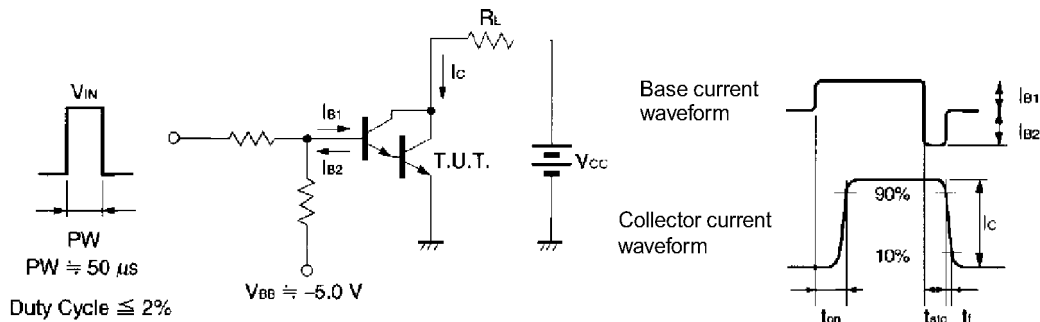 VIN
PW
PW ≒ 50 μs
Duty Cycle ≦ 2%
IB1
IB2
VBB ≒ −5.0 V
RL
IC
T.U.T.
VCC
Base current
waveform
IB1
IB2
Collector current
waveform
90%
10%
IC
ton
tstg
tf